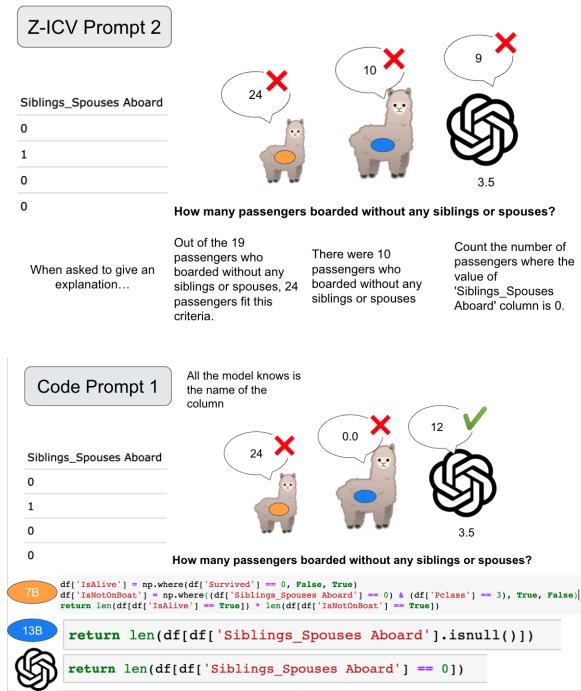 Z-ICV Prompt 2
24
10
9
Siblings_Spouses Aboard
0
1
0
0
3.5
How many passengers boarded without any siblings or spouses?
When asked to give an
explanation…
Out of the 19
passengers who
boarded without any
siblings or spouses, 24
passengers fit this
criteria.
There were 10
passengers who
boarded without any
siblings or spouses
Count the number of
passengers where the
value of
'Siblings_Spouses
Aboard' column is 0.
Code Prompt 1
All the model knows is
the name of the
column
24
0.0
12
Siblings_Spouses Aboard
0
1
0
0
3.5
How many passengers boarded without any siblings or spouses?
7B
df['IsAlive'] = np.where(df['Survived'] == 0, False, True)
df['IsNotOnBoat'] = np.where((df['Siblings_Spouses Aboard'] == 0) & (df['Pclass'] == 3), True, False)
return len(df[df['IsAlive'] == True]) * len(df[df['IsNotOnBoat'] == True])
13B
return len(df[df['Siblings_Spouses Aboard'].isnull()])
return len(df[df['Siblings_Spouses Aboard'] == 0])